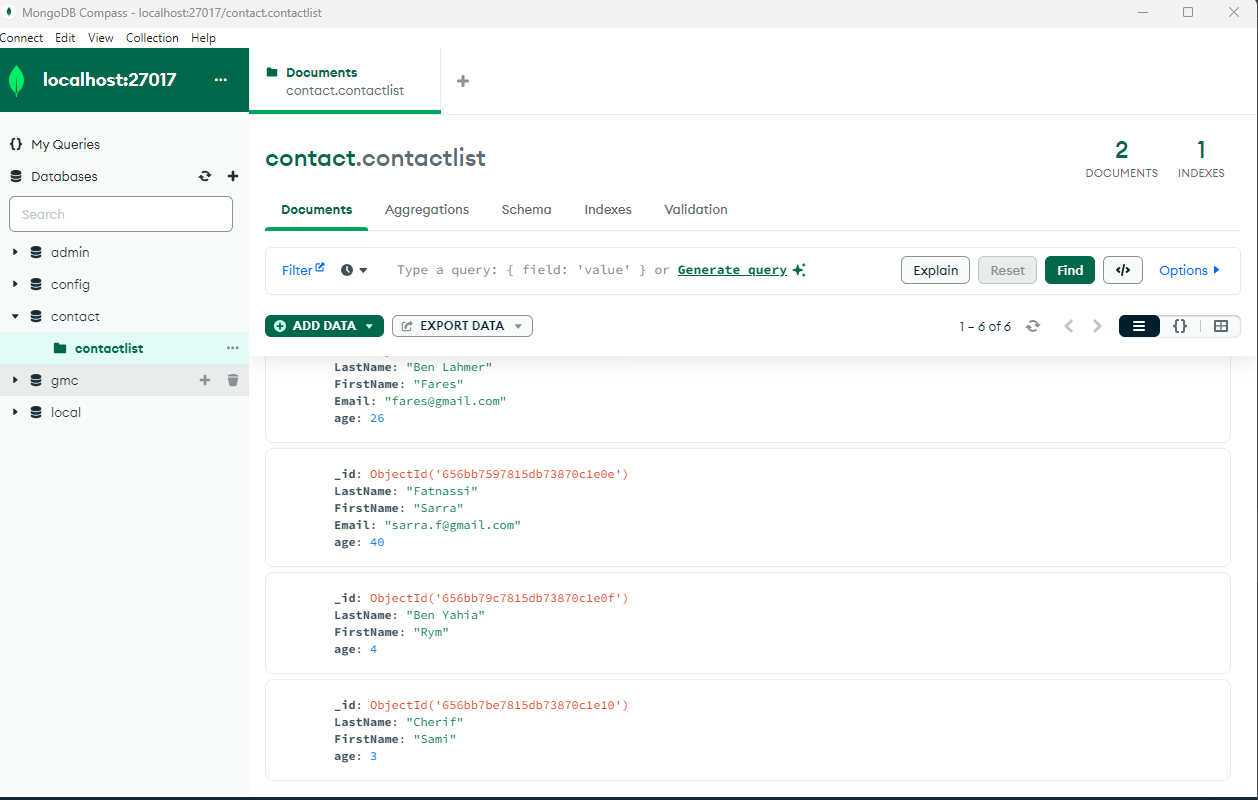 MongoDB Compass - localhost:27017/contact.contactlist
Connect Edit View Collection Help
localhost:27017 ...
Documents
contact.contactlist
{} My Queries
Databases
Search
admin
config
contact
contactlist ...
gmc
local
contact.contactlist
2
DOCUMENTS
1
INDEXES
Documents Aggregations Schema Indexes Validation
Filter Type a query: { field: 'value' } or Generate query Explain Reset Find </> Options
ADD DATA EXPORT DATA 1 – 6 of 6 {}
LastName: "Ben Lahmer"
FirstName: "Fares"
Email: "fares@gmail.com"
age: 26
_id: ObjectId('656bb7597815db73870c1e0e')
LastName: "Fatnassi"
FirstName: "Sarra"
Email: "sarra.f@gmail.com"
age: 40
_id: ObjectId('656bb79c7815db73870c1e0f')
LastName: "Ben Yahia"
FirstName: "Rym"
age: 4
_id: ObjectId('656bb7be7815db73870c1e10')
LastName: "Cherif"
FirstName: "Sami"
age: 3